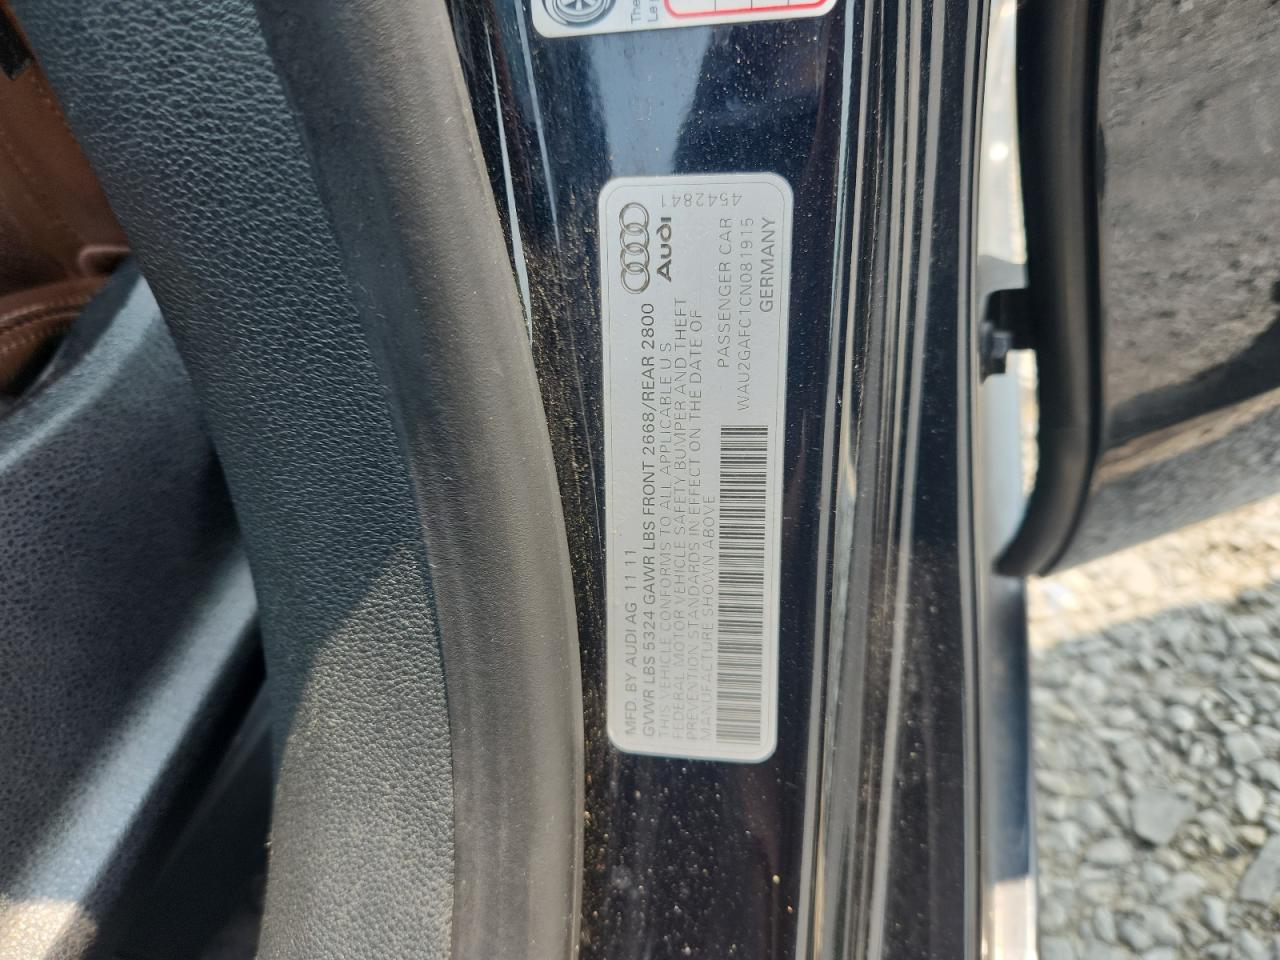 The
Le
Audi
4542841
MFD. BY AUDI AG 11 11
GVWR LBS 5324 GAWR LBS FRONT 2668/REAR 2800
THIS VEHICLE CONFORMS TO ALL APPLICABLE U S
FEDERAL MOTOR VEHICLE SAFETY BUMPER AND THEFT
PREVENTION STANDARDS IN EFFECT ON THE DATE OF
MANUFACTURE SHOWN ABOVE
PASSENGER CAR
WAU2GAFC1CN081915
GERMANY